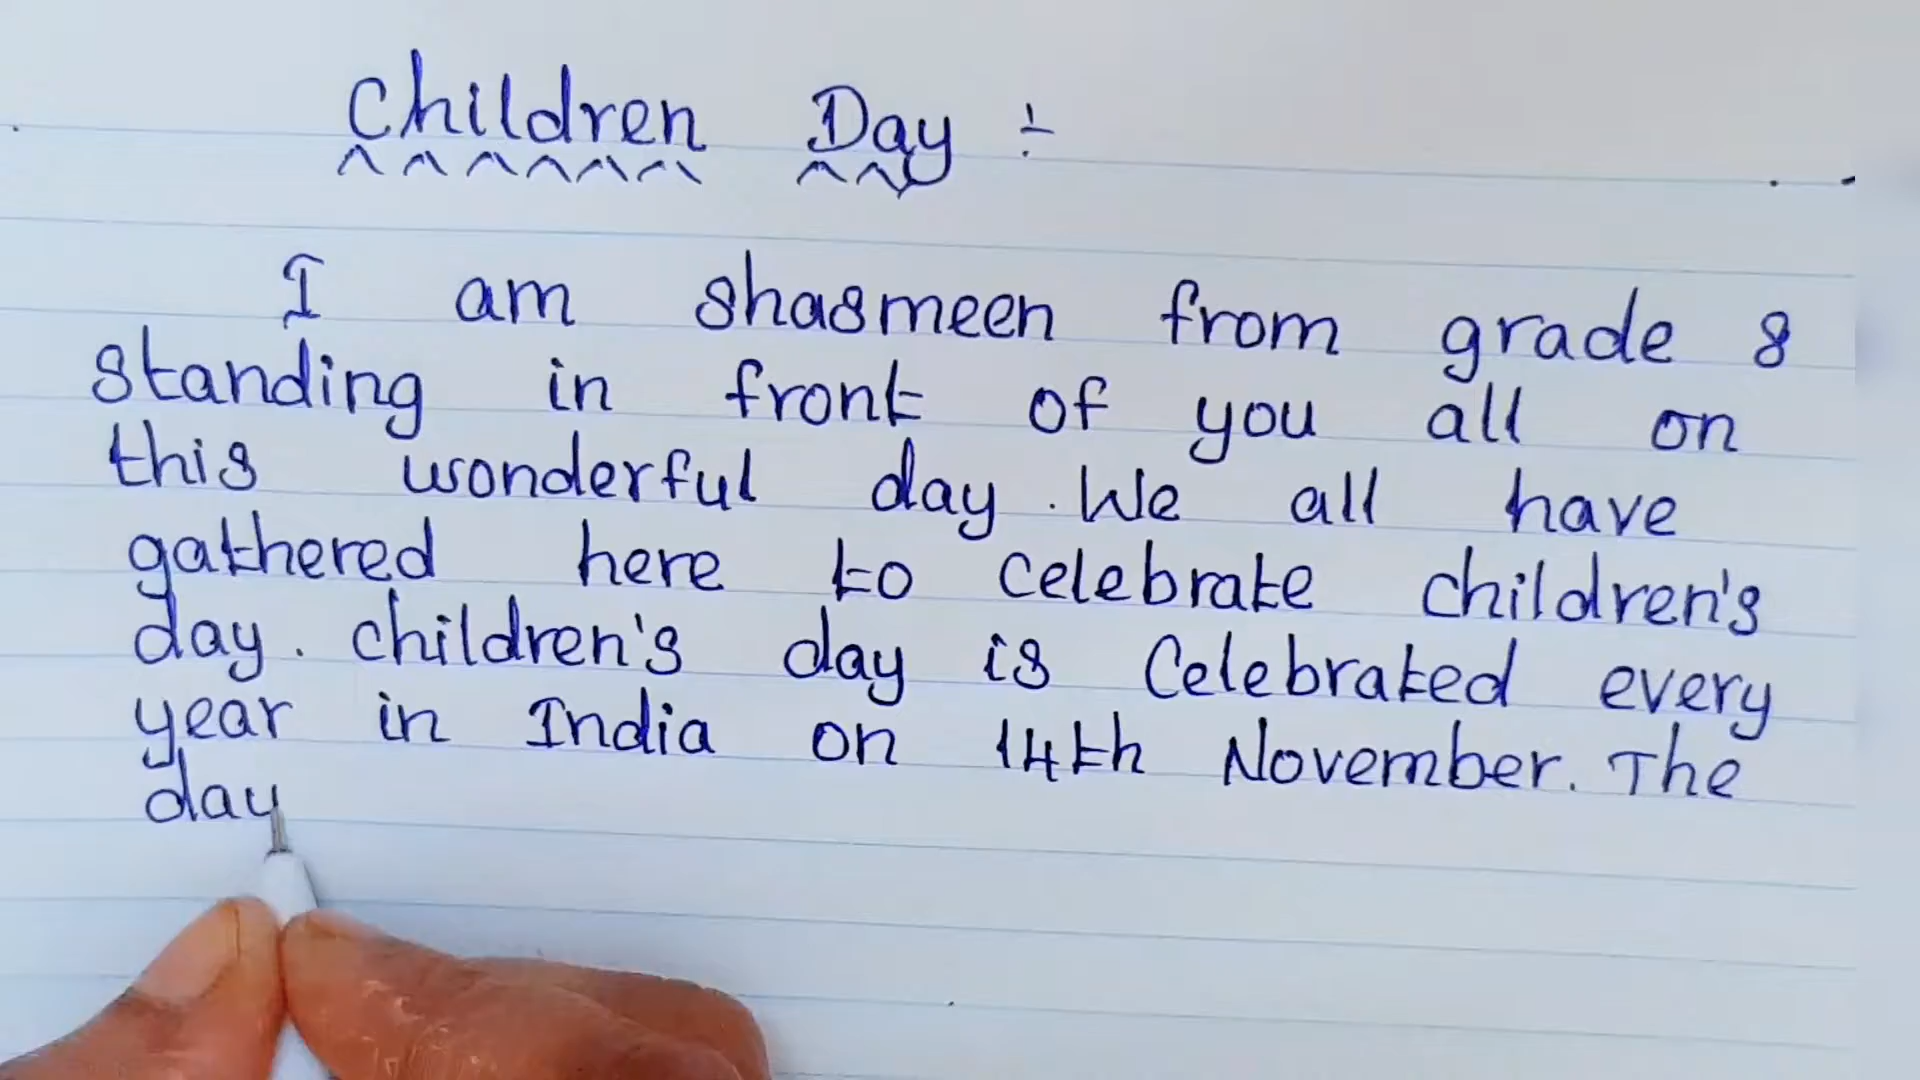 Children Day :-
I am shasmeen from grade 8
standing in front of you all on
this wonderful day. We all have
gathered here to celebrate children's
day. children's day is Celebrated every
year in India on 14th November. The
day